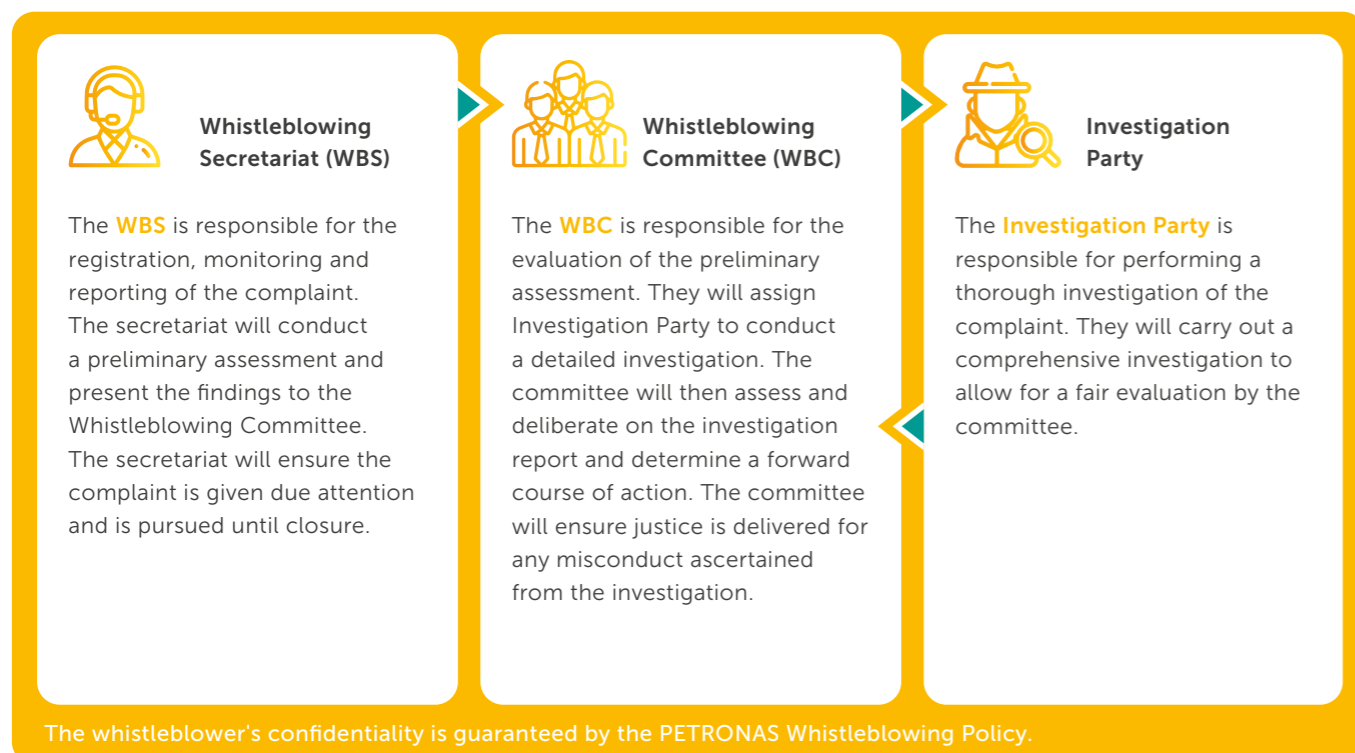 Whistleblowing
Secretariat (WBS)
The WBS is responsible for the
registration, monitoring and
reporting of the complaint.
The secretariat will conduct
a preliminary assessment and
present the findings to the
Whistleblowing Committee.
The secretariat will ensure the
complaint is given due attention
and is pursued until closure.
Whistleblowing
Committee (WBC)
The WBC is responsible for the
evaluation of the preliminary
assessment. They will assign
Investigation Party to conduct
a detailed investigation. The
committee will then assess and
deliberate on the investigation
report and determine a forward
course of action. The committee
will ensure justice is delivered for
any misconduct ascertained
from the investigation.
Investigation
Party
The Investigation Party is
responsible for performing a
thorough investigation of the
complaint. They will carry out a
comprehensive investigation to
allow for a fair evaluation by the
committee.
The whistleblower's confidentiality is guaranteed by the PETRONAS Whistleblowing Policy.